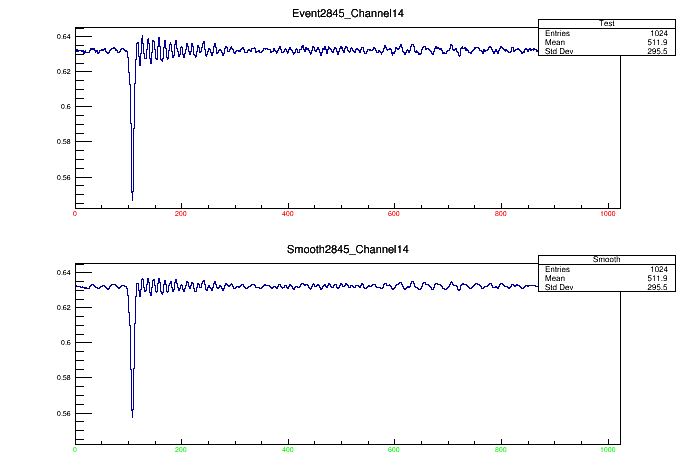 Event2845_Channel14
Test
Entries 1024
Mean 511.9
Std Dev 295.5
0.64
0.62
0.6
0.58
0.56
0 200 400 600 800 1000
Smooth2845_Channel14
Smooth
Entries 1024
Mean 511.9
Std Dev 295.5
0.64
0.62
0.6
0.58
0.56
0 200 400 600 800 1000